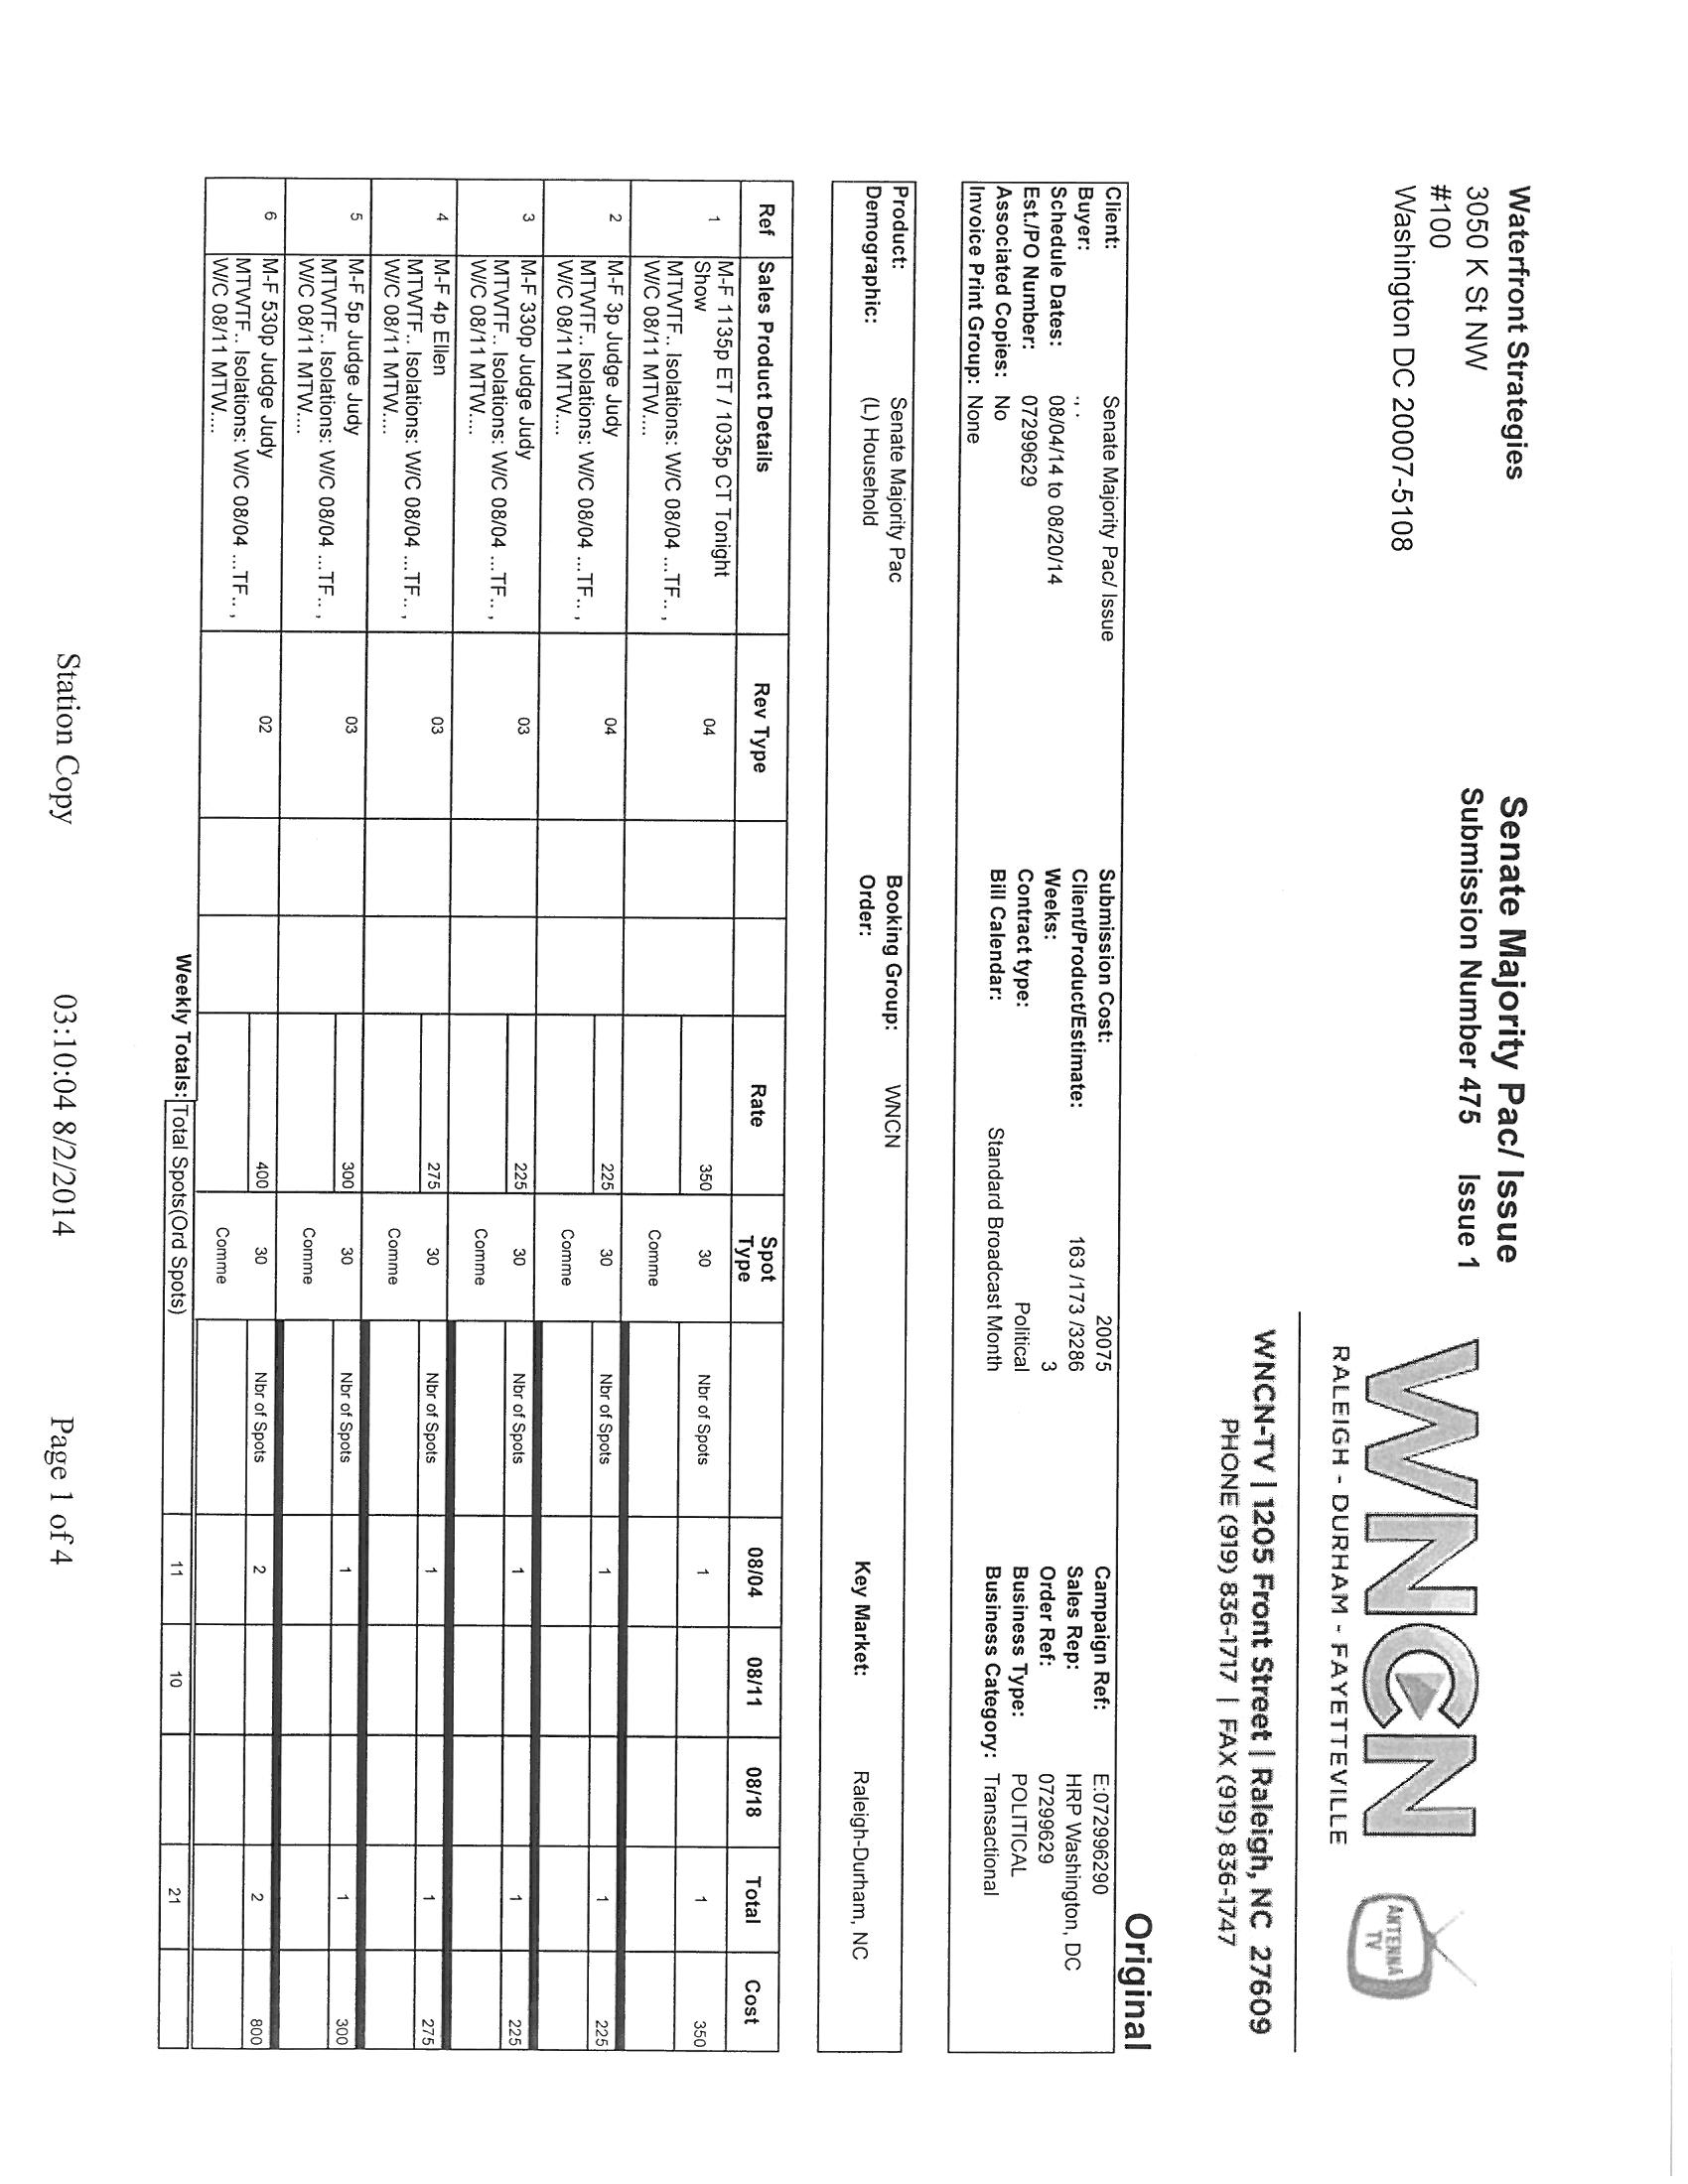 Waterfront Strategies
3050 K St NW
#100
Washington DC 20007-5108
Senate Majority Pac/ Issue
Submission Number 475 Issue 1
WNCN
RALEIGH - DURHAM - FAYETTEVILLE
ANTENNA
TV
WNCN-TV | 1205 Front Street | Raleigh, NC 27609
PHONE (919) 836-1717 | FAX (919) 836-1747
Original
Client: Senate Majority Pac/ Issue Submission Cost: 20075 Campaign Ref: E:072996290
Buyer: ., . Client/Product/Estimate: 163 /173 /3286 Sales Rep: HRP Washington, DC
Schedule Dates: 08/04/14 to 08/20/14 Weeks: 3 Order Ref: 07299629
Est./PO Number: 07299629 Contract type: Political Business Type: POLITICAL
Associated Copies: No Bill Calendar: Standard Broadcast Month Business Category: Transactional
Invoice Print Group: None
Product: Senate Majority Pac Booking Group: WNCN
Demographic: (L) Household Order: Key Market: Raleigh-Durham, NC
Ref Sales Product Details Rev Type Rate Spot Type 08/04 08/11 08/18 Total Cost
1 M-F 1135p ET / 1035p CT Tonight 04 350 30 Nbr of Spots 1 1 350
Show
MTWTF.. Isolations: W/C 08/04 ...TF.. ,
W/C 08/11 MTW.... Comme
2 M-F 3p Judge Judy 04 225 30 Nbr of Spots 1 1 225
MTWTF.. Isolations: W/C 08/04 ...TF.. ,
W/C 08/11 MTW.... Comme
3 M-F 330p Judge Judy 03 225 30 Nbr of Spots 1 1 225
MTWTF.. Isolations: W/C 08/04 ...TF.. ,
W/C 08/11 MTW.... Comme
4 M-F 4p Ellen 03 275 30 Nbr of Spots 1 1 275
MTWTF.. Isolations: W/C 08/04 ...TF.. ,
W/C 08/11 MTW.... Comme
5 M-F 5p Judge Judy 03 300 30 Nbr of Spots 1 1 300
MTWTF.. Isolations: W/C 08/04 ...TF.. ,
W/C 08/11 MTW.... Comme
6 M-F 530p Judge Judy 02 400 30 Nbr of Spots 2 2 800
MTWTF.. Isolations: W/C 08/04 ...TF.. ,
W/C 08/11 MTW.... Comme
Weekly Totals: Total Spots(Ord Spots) 11 10 21
Station Copy 03:10:04 8/2/2014 Page 1 of 4